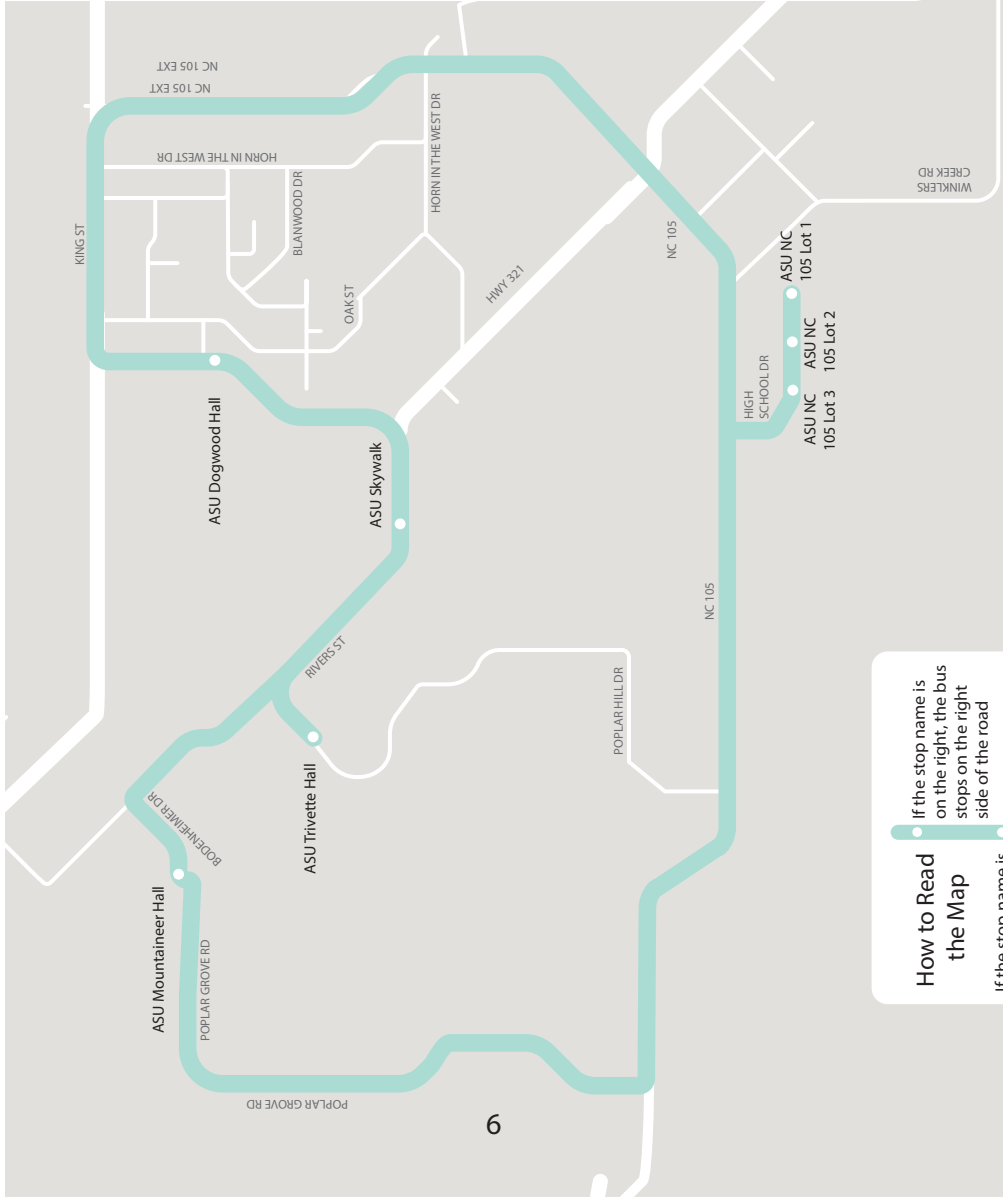 NC 105 EXT
NC 105 EXT
HORN IN THE WEST DR
HORN IN THE WEST DR
KING ST
BLANWOOD DR
OAK ST
HWY 321
NC 105
WINKLERS
CREEK RD
ASU NC
105 Lot 1
ASU NC
105 Lot 2
ASU NC
105 Lot 3
HIGH
SCHOOL DR
ASU Dogwood Hall
ASU Skywalk
RIVERS ST
NC 105
POPLAR HILL DR
ASU Trivette Hall
BODENHEIMER DR
ASU Mountaineer Hall
POPLAR GROVE RD
POPLAR GROVE RD
How to Read
the Map
If the stop name is
on the right, the bus
stops on the right
side of the road
If the stop name is
6